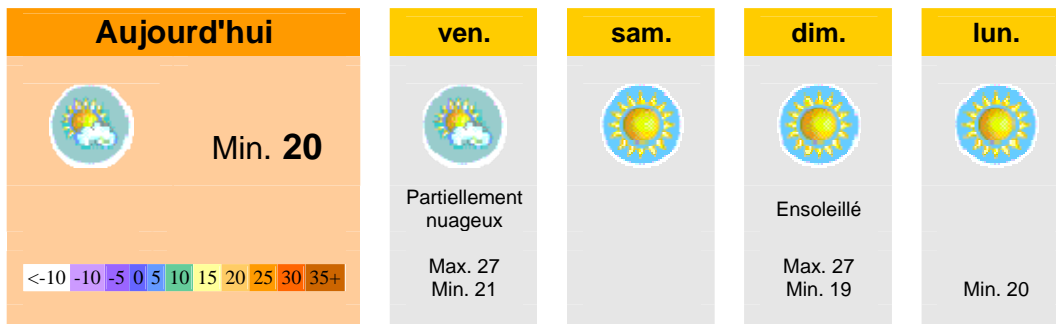 Aujourd'hui
Min. 20
<-10 -10 -5 0 5 10 15 20 25 30 35+
ven.
Partiellement
nuageux
Max. 27
Min. 21
sam.
dim.
Ensoleillé
Max. 27
Min. 19
lun.
Min. 20